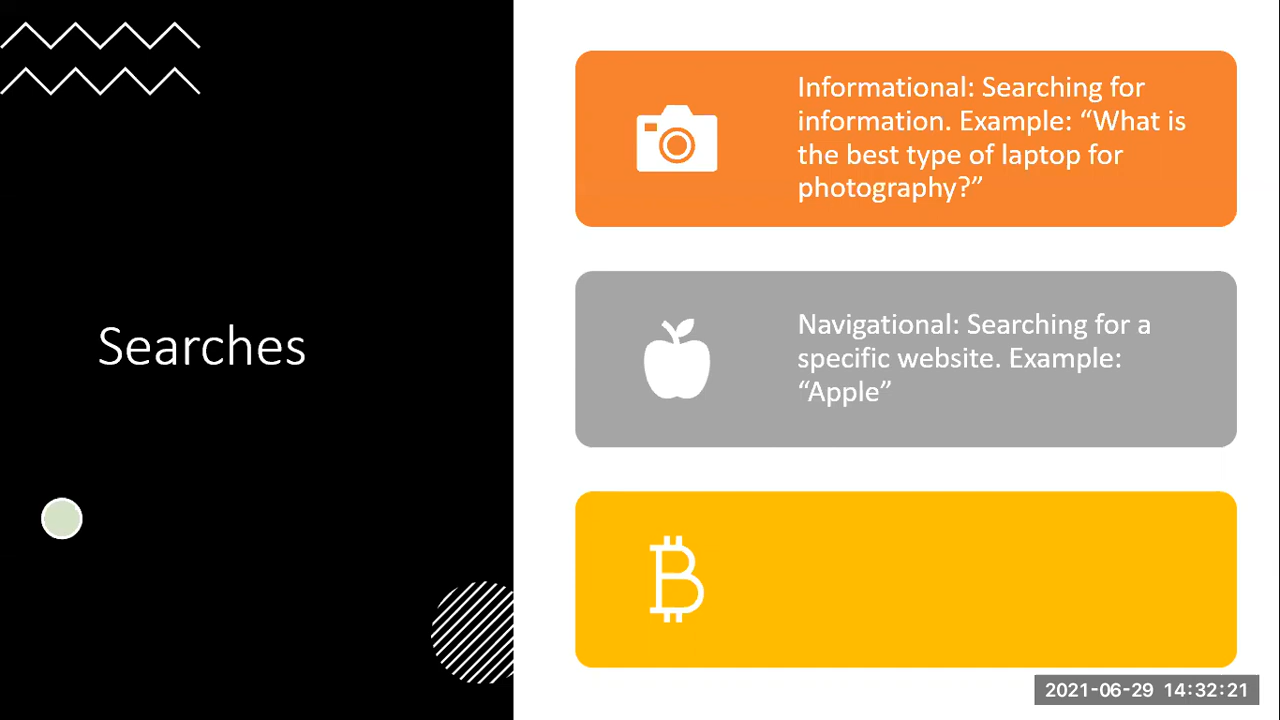 Searches
Informational: Searching for
information. Example: “What is
the best type of laptop for
photography?”
Navigational: Searching for a
specific website. Example:
“Apple”
2021-06-29 14:32:21